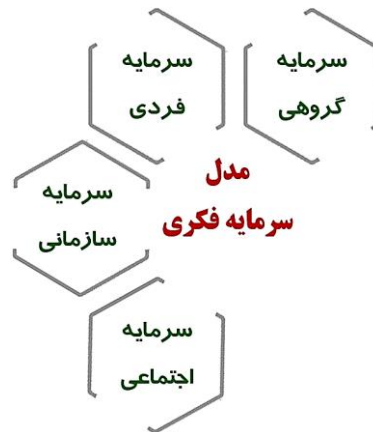 سرمایه
گروهی
سرمایه
فردی
مدل
سرمایه فکری
سرمایه
سازمانی
سرمایه
اجتماعی